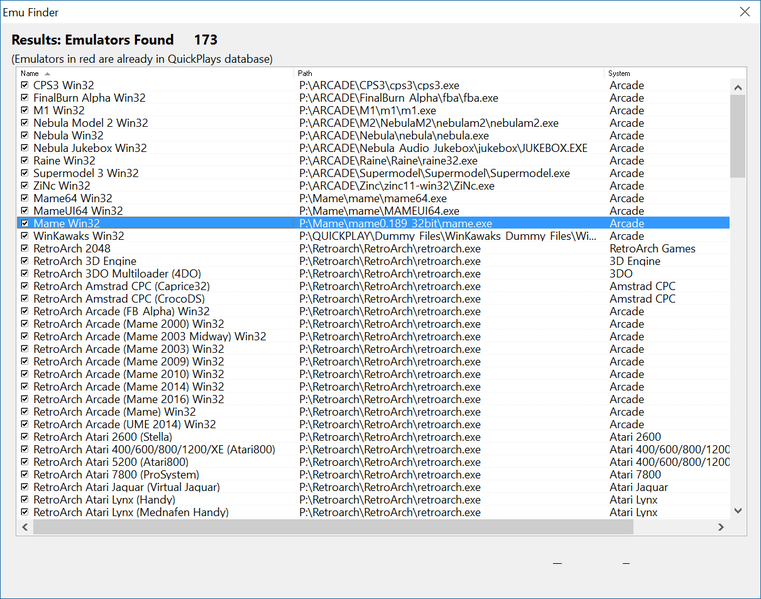 Emu Finder
Results: Emulators Found 173
(Emulators in red are already in QuickPlays database)
Name Path System
CPS3 Win32 P:\ARCADE\CPS3\cps3\cps3.exe Arcade
FinalBurn Alpha Win32 P:\ARCADE\FinalBurn Alpha\fba\fba.exe Arcade
M1 Win32 P:\ARCADE\M1\m1\m1.exe Arcade
Nebula Model 2 Win32 P:\ARCADE\M2\NebulaM2\nebulam2\nebulam2.exe Arcade
Nebula Win32 P:\ARCADE\Nebula\nebula\nebula.exe Arcade
Nebula Jukebox Win32 P:\ARCADE\Nebula Audio Jukebox\jukebox\JUKEBOX.EXE Arcade
Raine Win32 P:\ARCADE\Raine\Raine\raine32.exe Arcade
Supermodel 3 Win32 P:\ARCADE\Supermodel\Supermodel\Supermodel.exe Arcade
ZiNc Win32 P:\ARCADE\Zinc\zinc11-win32\ZiNc.exe Arcade
Mame64 Win32 P:\Mame\mame\mame64.exe Arcade
MameUI64 Win32 P:\Mame\mame\MAMEUI64.exe Arcade
Mame Win32 P:\Mame\mame0.189_32bit\mame.exe Arcade
WinKawaks Win32 P:\QUICKPLAY\Dummy Files\WinKawaks Dummy Files\Wi... Arcade
RetroArch 2048 P:\Retroarch\RetroArch\retroarch.exe RetroArch Games
RetroArch 3D Engine P:\Retroarch\RetroArch\retroarch.exe 3D Engine
RetroArch 3DO Multiloader (4DO) P:\Retroarch\RetroArch\retroarch.exe 3DO
RetroArch Amstrad CPC (Caprice32) P:\Retroarch\RetroArch\retroarch.exe Amstrad CPC
RetroArch Amstrad CPC (CrocoDS) P:\Retroarch\RetroArch\retroarch.exe Amstrad CPC
RetroArch Arcade (FB Alpha) Win32 P:\Retroarch\RetroArch\retroarch.exe Arcade
RetroArch Arcade (Mame 2000) Win32 P:\Retroarch\RetroArch\retroarch.exe Arcade
RetroArch Arcade (Mame 2003 Midway) Win32 P:\Retroarch\RetroArch\retroarch.exe Arcade
RetroArch Arcade (Mame 2003) Win32 P:\Retroarch\RetroArch\retroarch.exe Arcade
RetroArch Arcade (Mame 2009) Win32 P:\Retroarch\RetroArch\retroarch.exe Arcade
RetroArch Arcade (Mame 2010) Win32 P:\Retroarch\RetroArch\retroarch.exe Arcade
RetroArch Arcade (Mame 2014) Win32 P:\Retroarch\RetroArch\retroarch.exe Arcade
RetroArch Arcade (Mame 2016) Win32 P:\Retroarch\RetroArch\retroarch.exe Arcade
RetroArch Arcade (Mame) Win32 P:\Retroarch\RetroArch\retroarch.exe Arcade
RetroArch Arcade (UME 2014) Win32 P:\Retroarch\RetroArch\retroarch.exe Arcade
RetroArch Atari 2600 (Stella) P:\Retroarch\RetroArch\retroarch.exe Atari 2600
RetroArch Atari 400/600/800/1200/XE (Atari800) P:\Retroarch\RetroArch\retroarch.exe Atari 400/600/800/1200
RetroArch Atari 5200 (Atari800) P:\Retroarch\RetroArch\retroarch.exe Atari 400/600/800/1200
RetroArch Atari 7800 (ProSystem) P:\Retroarch\RetroArch\retroarch.exe Atari 7800
RetroArch Atari Jaguar (Virtual Jaguar) P:\Retroarch\RetroArch\retroarch.exe Atari Jaguar
RetroArch Atari Lynx (Handy) P:\Retroarch\RetroArch\retroarch.exe Atari Lynx
RetroArch Atari Lynx (Mednafen Handy) P:\Retroarch\RetroArch\retroarch.exe Atari Lynx